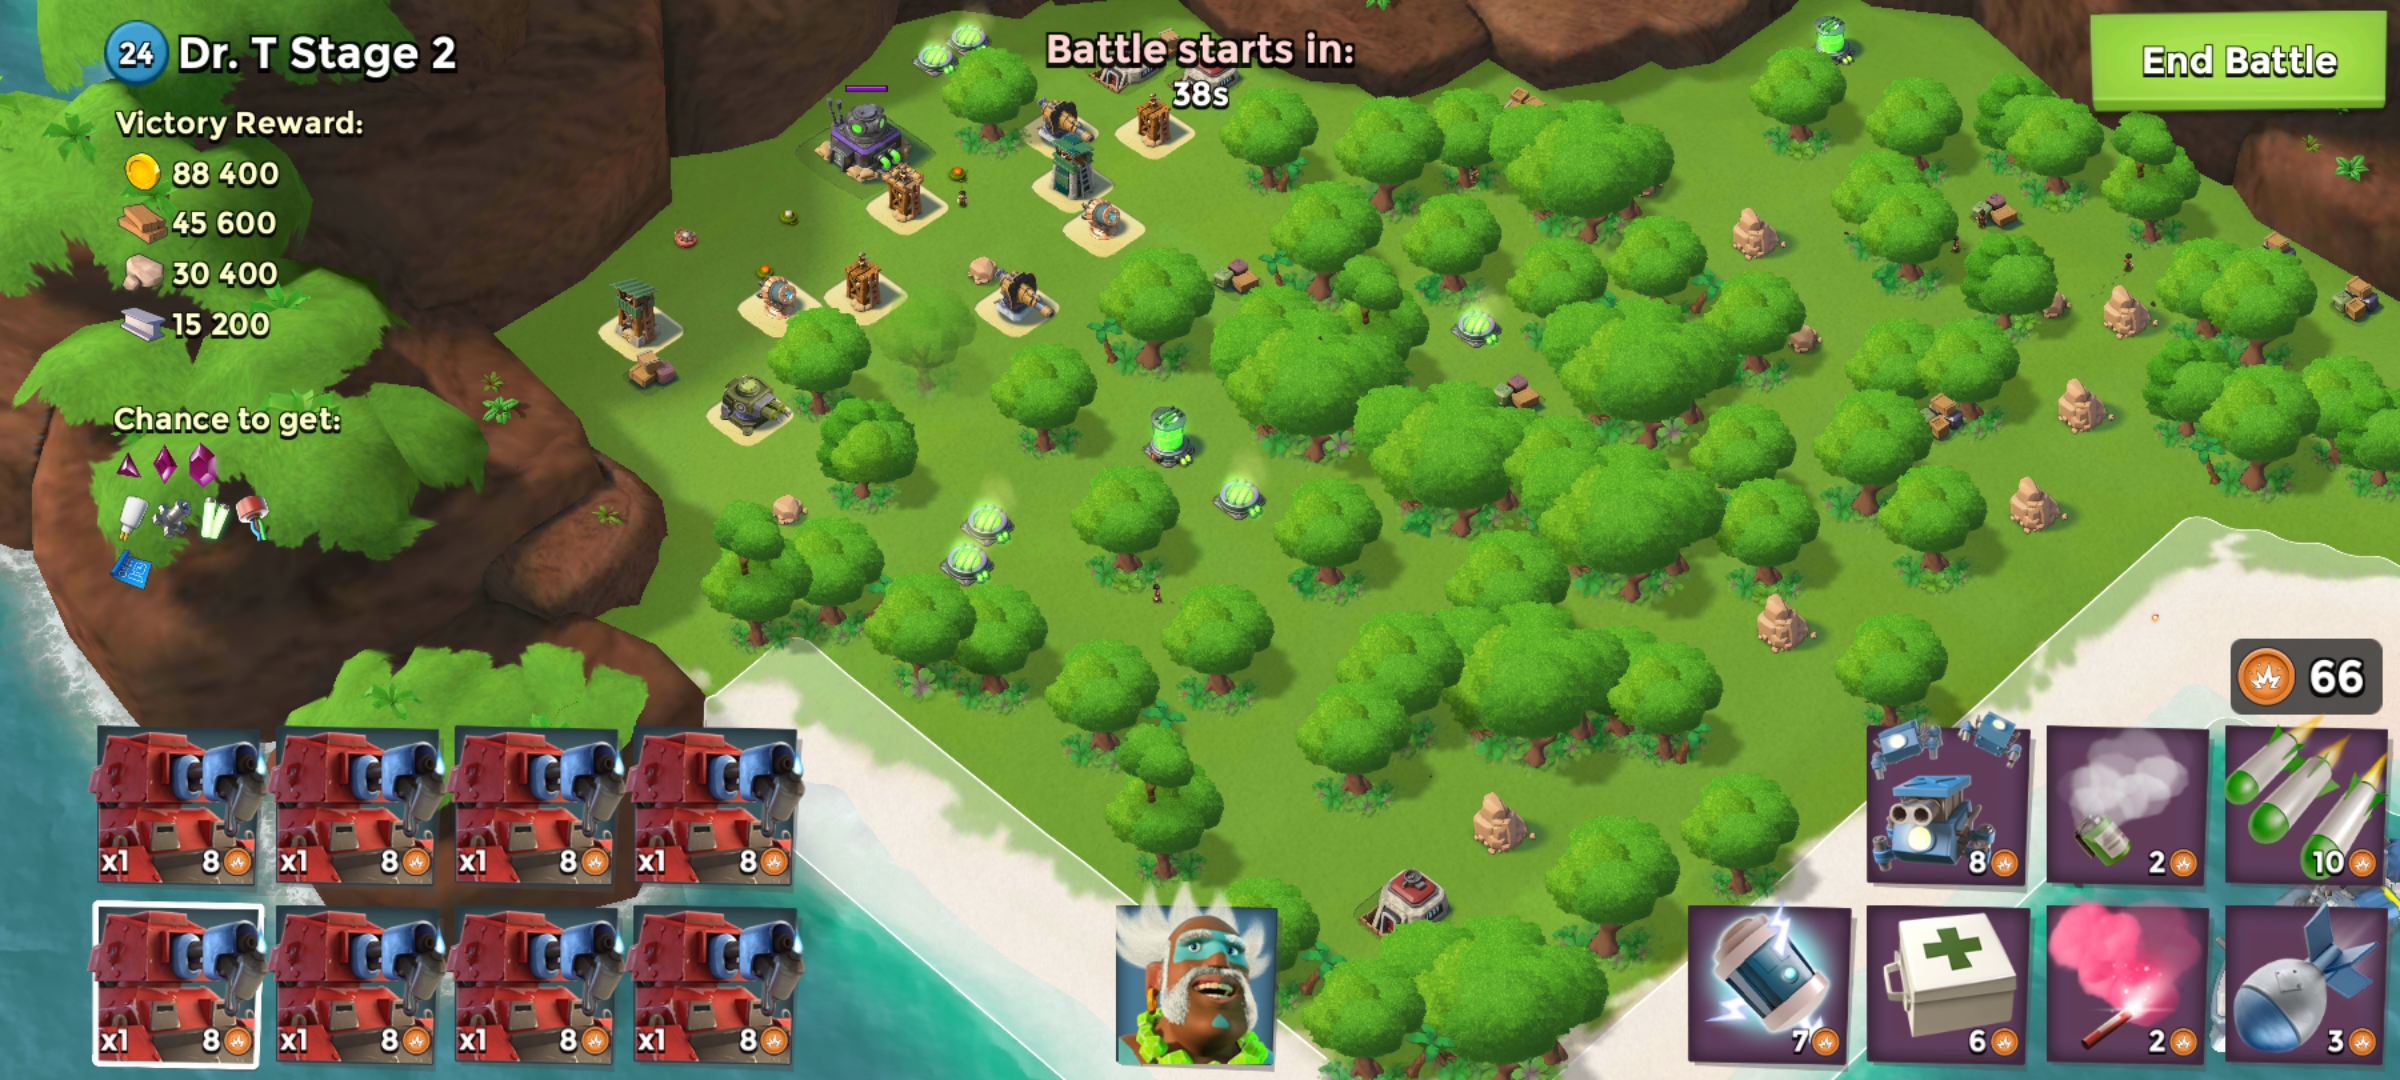 24 Dr. T Stage 2
Battle starts in:
38s
End Battle
Victory Reward:
88 400
45 600
30 400
15 200
Chance to get:
66
x1 8
x1 8
x1 8
x1 8
8
2
10
x1 8
x1 8
x1 8
x1 8
7
6
2
3